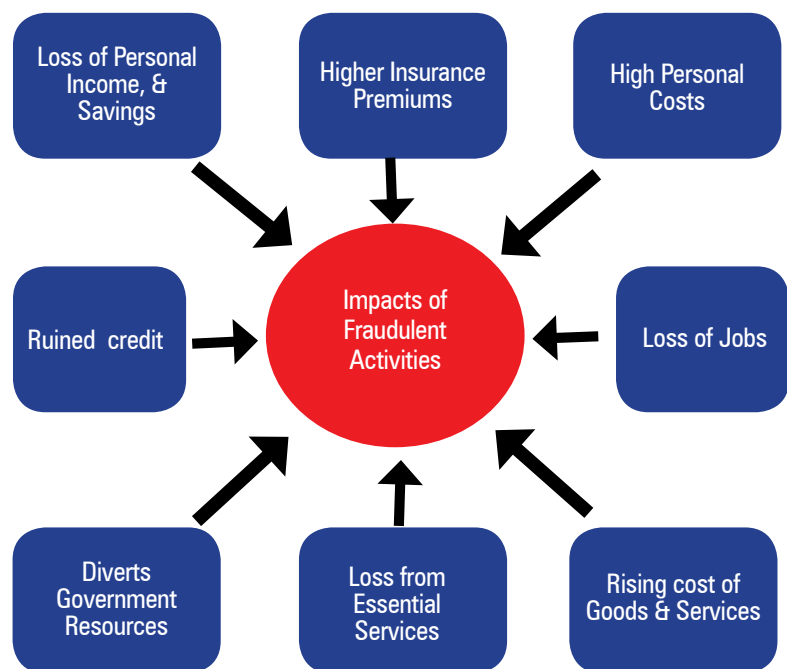 Loss of Personal
Income, &
Savings
Higher Insurance
Premiums
High Personal
Costs
Ruined credit
Impacts of
Fraudulent
Activities
Loss of Jobs
Diverts
Government
Resources
Loss from
Essential
Services
Rising cost of
Goods & Services